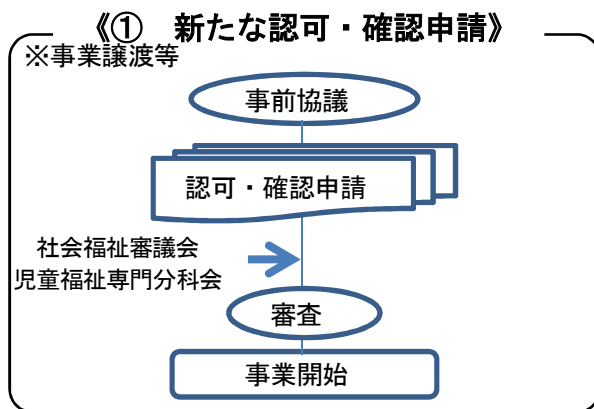 《① 新たな認可・確認申請》
※事業譲渡等
事前協議
認可・確認申請
社会福祉審議会
児童福祉専門分科会
審査
事業開始